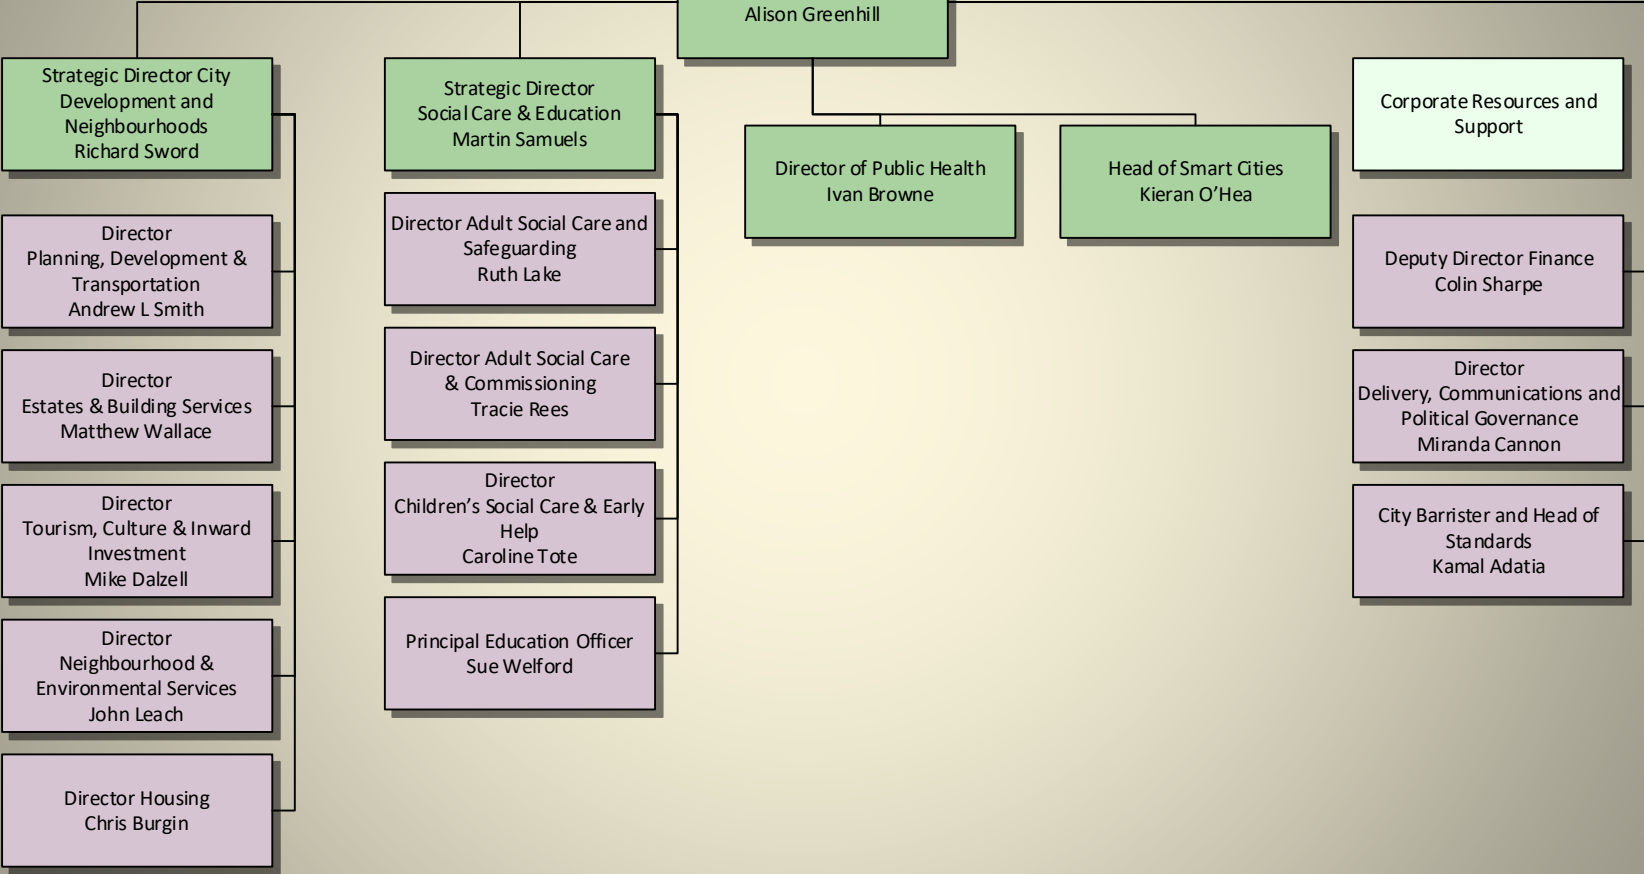 Alison Greenhill
Strategic Director City
Development and
Neighbourhoods
Richard Sword
Director
Planning, Development &
Transportation
Andrew L Smith
Director
Estates & Building Services
Matthew Wallace
Director
Tourism, Culture & Inward
Investment
Mike Dalzell
Director
Neighbourhood &
Environmental Services
John Leach
Director Housing
Chris Burgin
Strategic Director
Social Care & Education
Martin Samuels
Director Adult Social Care and
Safeguarding
Ruth Lake
Director Adult Social Care
& Commissioning
Tracie Rees
Director
Children’s Social Care & Early
Help
Caroline Tote
Principal Education Officer
Sue Welford
Director of Public Health
Ivan Browne
Head of Smart Cities
Kieran O’Hea
Corporate Resources and
Support
Deputy Director Finance
Colin Sharpe
Director
Delivery, Communications and
Political Governance
Miranda Cannon
City Barrister and Head of
Standards
Kamal Adatia